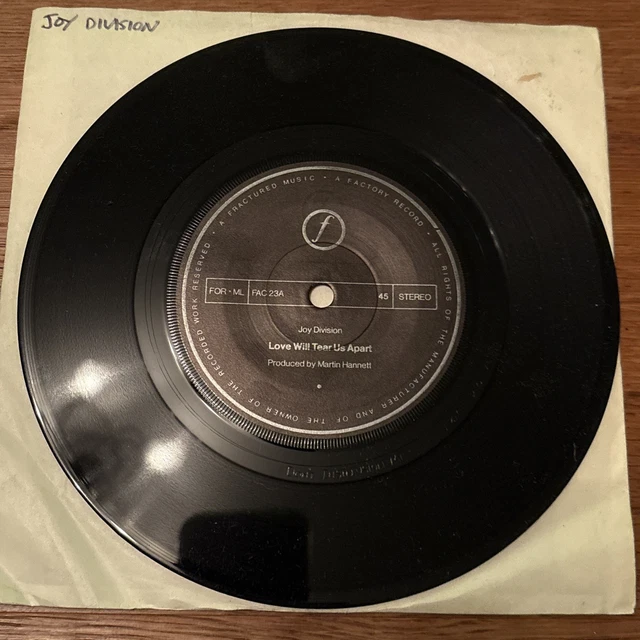 JOY DIVISION
A FRACTURED MUSIC • A FACTORY RECORD • ALL RIGHTS OF THE MANUFACTURER AND OF THE OWNER OF THE RECORDED WORK RESERVED •
f
FOR • ML FAC 23A 45 STEREO
Joy Division
Love Will Tear Us Apart
Produced by Martin Hannett